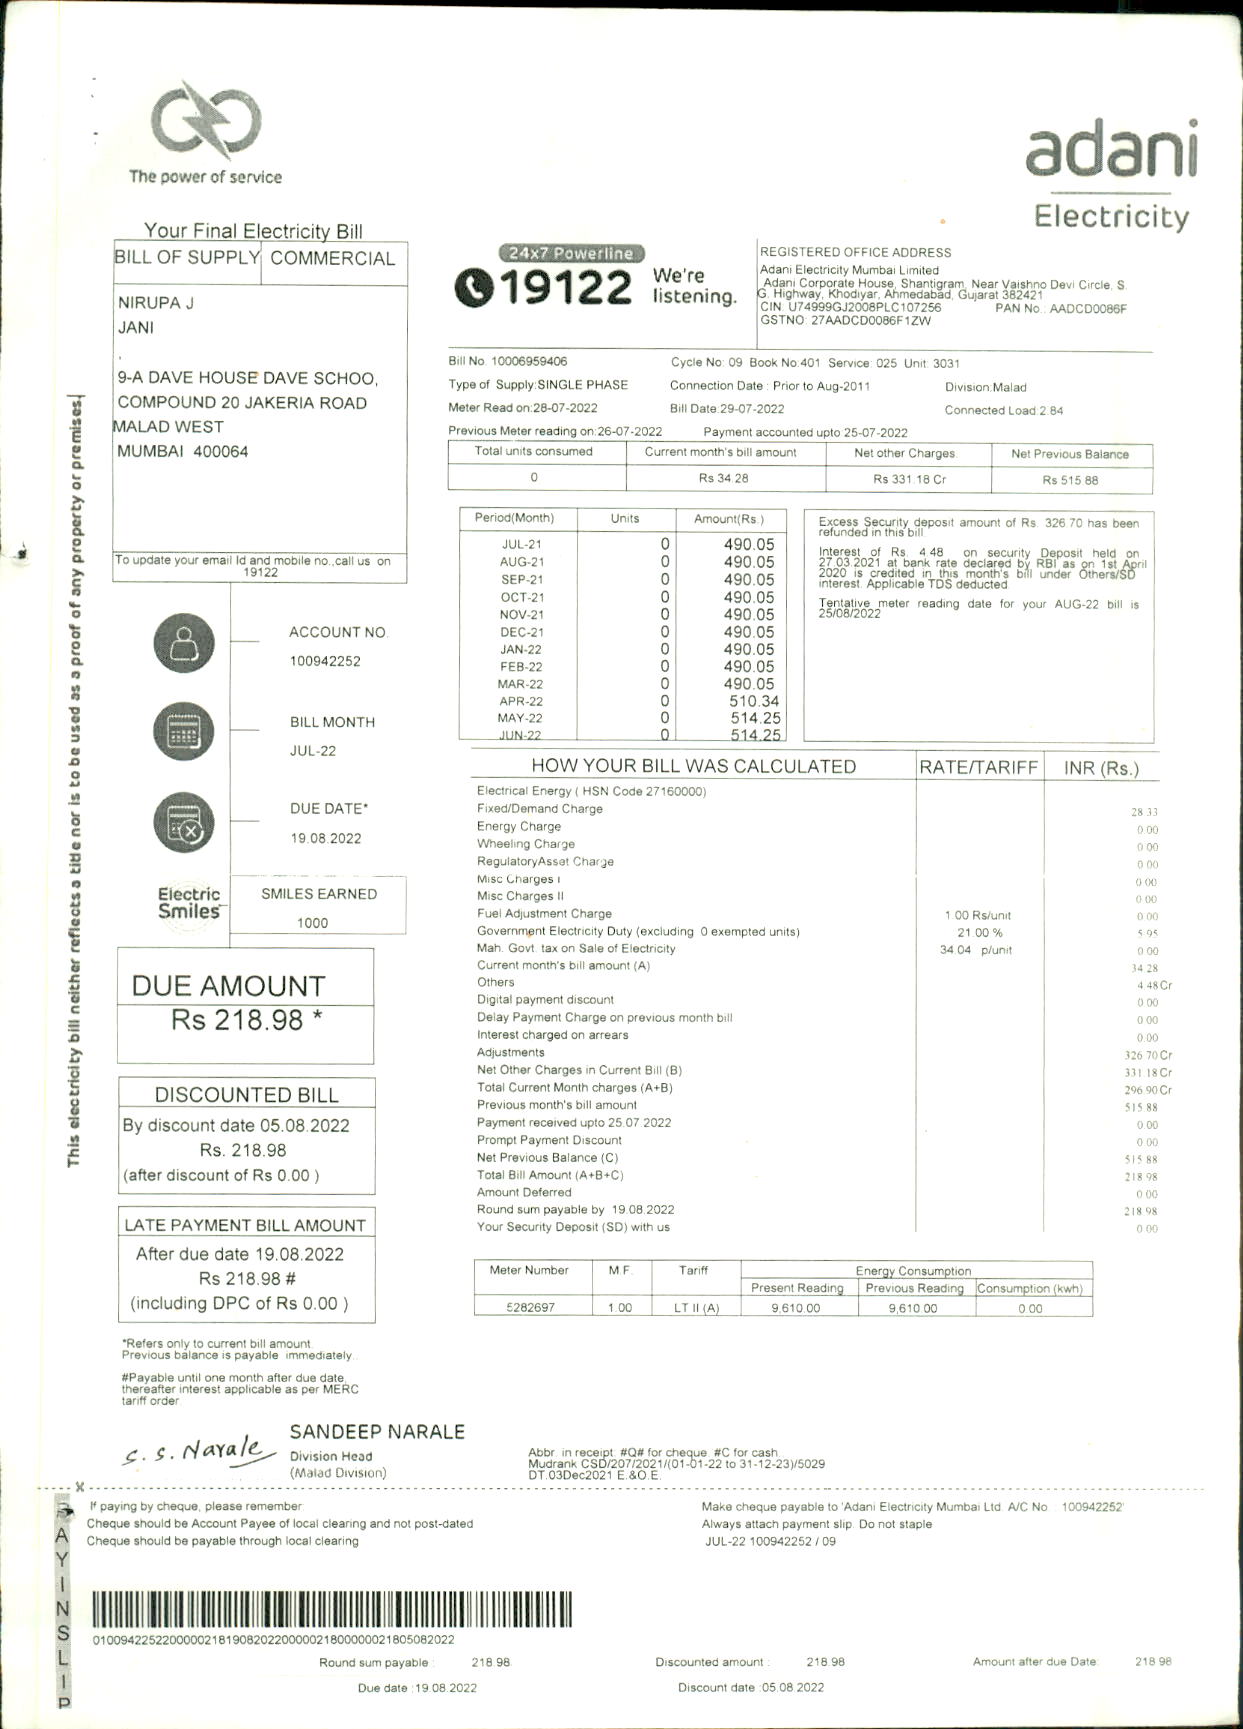 The power of service
adani
Electricity
Your Final Electricity Bill
BILL OF SUPPLY COMMERCIAL
NIRUPA J
JANI
.
9-A DAVE HOUSE DAVE SCHOO,
COMPOUND 20 JAKERIA ROAD
MALAD WEST
MUMBAI 400064
To update your email Id and mobile no.,call us on
19122
24x7 Powerline
19122 We're
listening.
REGISTERED OFFICE ADDRESS
Adani Electricity Mumbai Limited
Adani Corporate House, Shantigram, Near Vaishno Devi Circle, S.
G. Highway, Khodiyar, Ahmedabad, Gujarat 382421
CIN: U74999GJ2008PLC107256 PAN No.: AADCD0086F
GSTNO: 27AADCD0086F1ZW
Bill No. 10006959406 Cycle No: 09 Book No:401 Service: 025 Unit: 3031
Type of Supply:SINGLE PHASE Connection Date : Prior to Aug-2011 Division:Malad
Meter Read on:28-07-2022 Bill Date:29-07-2022 Connected Load:2.84
Previous Meter reading on:26-07-2022 Payment accounted upto 25-07-2022
Total units consumed Current month's bill amount Net other Charges Net Previous Balance
0 Rs 34.28 Rs 331.18 Cr Rs 515.88
Period(Month) Units Amount(Rs.)
JUL-21 0 490.05
AUG-21 0 490.05
SEP-21 0 490.05
OCT-21 0 490.05
NOV-21 0 490.05
DEC-21 0 490.05
JAN-22 0 490.05
FEB-22 0 490.05
MAR-22 0 490.05
APR-22 0 510.34
MAY-22 0 514.25
JUN-22 0 514.25
Excess Security deposit amount of Rs. 326.70 has been
refunded in this bill.
Interest of Rs. 4.48 on security Deposit held on
27.03.2021 at bank rate declared by RBI as on 1st April
2020 is credited in this month's bill under Others/SD
interest. Applicable TDS deducted.
Tentative meter reading date for your AUG-22 bill is
25/08/2022
ACCOUNT NO.
100942252
BILL MONTH
JUL-22
DUE DATE*
19.08.2022
Electric
Smiles
SMILES EARNED
1000
DUE AMOUNT
Rs 218.98 *
DISCOUNTED BILL
By discount date 05.08.2022
Rs. 218.98
(after discount of Rs 0.00 )
LATE PAYMENT BILL AMOUNT
After due date 19.08.2022
Rs 218.98 #
(including DPC of Rs 0.00 )
*Refers only to current bill amount.
Previous balance is payable immediately..
#Payable until one month after due date,
thereafter interest applicable as per MERC
tariff order
This electricity bill neither reflects a title nor is to be used as a proof of any property or premises.
HOW YOUR BILL WAS CALCULATED RATE/TARIFF INR (Rs.)
Electrical Energy ( HSN Code 27160000)
Fixed/Demand Charge 28.33
Energy Charge 0.00
Wheeling Charge 0.00
RegulatoryAsset Charge 0.00
Misc Charges I 0.00
Misc Charges II 0.00
Fuel Adjustment Charge 1.00 Rs/unit 0.00
Government Electricity Duty (excluding 0 exempted units) 21.00 % 5.95
Mah. Govt. tax on Sale of Electricity 34.04 p/unit 0.00
Current month's bill amount (A) 34.28
Others 4.48 Cr
Digital payment discount 0.00
Delay Payment Charge on previous month bill 0.00
Interest charged on arrears 0.00
Adjustments 326.70 Cr
Net Other Charges in Current Bill (B) 331.18 Cr
Total Current Month charges (A+B) 296.90 Cr
Previous month's bill amount 515.88
Payment received upto 25.07.2022 0.00
Prompt Payment Discount 0.00
Net Previous Balance (C) 515.88
Total Bill Amount (A+B+C) 218.98
Amount Deferred 0.00
Round sum payable by 19.08.2022 218.98
Your Security Deposit (SD) with us 0.00
Meter Number M.F. Tariff Energy Consumption
Present Reading Previous Reading Consumption (kwh)
5282697 1.00 LT II (A) 9,610.00 9,610.00 0.00
S. S. Narale
SANDEEP NARALE
Division Head
(Malad Division)
Abbr. in receipt: #Q# for cheque, #C for cash.
Mudrank CSD/207/2021/(01-01-22 to 31-12-23)/5029
DT.03Dec2021 E.&O.E.
PAY IN SLIP
If paying by cheque, please remember:
Cheque should be Account Payee of local clearing and not post-dated
Cheque should be payable through local clearing
Make cheque payable to 'Adani Electricity Mumbai Ltd. A/C No. : 100942252'
Always attach payment slip. Do not staple
JUL-22 100942252 / 09
010094225220000021819082022000002180000002180508 2022
Round sum payable : 218.98 Discounted amount : 218.98 Amount after due Date: 218.98
Due date :19.08.2022 Discount date :05.08.2022